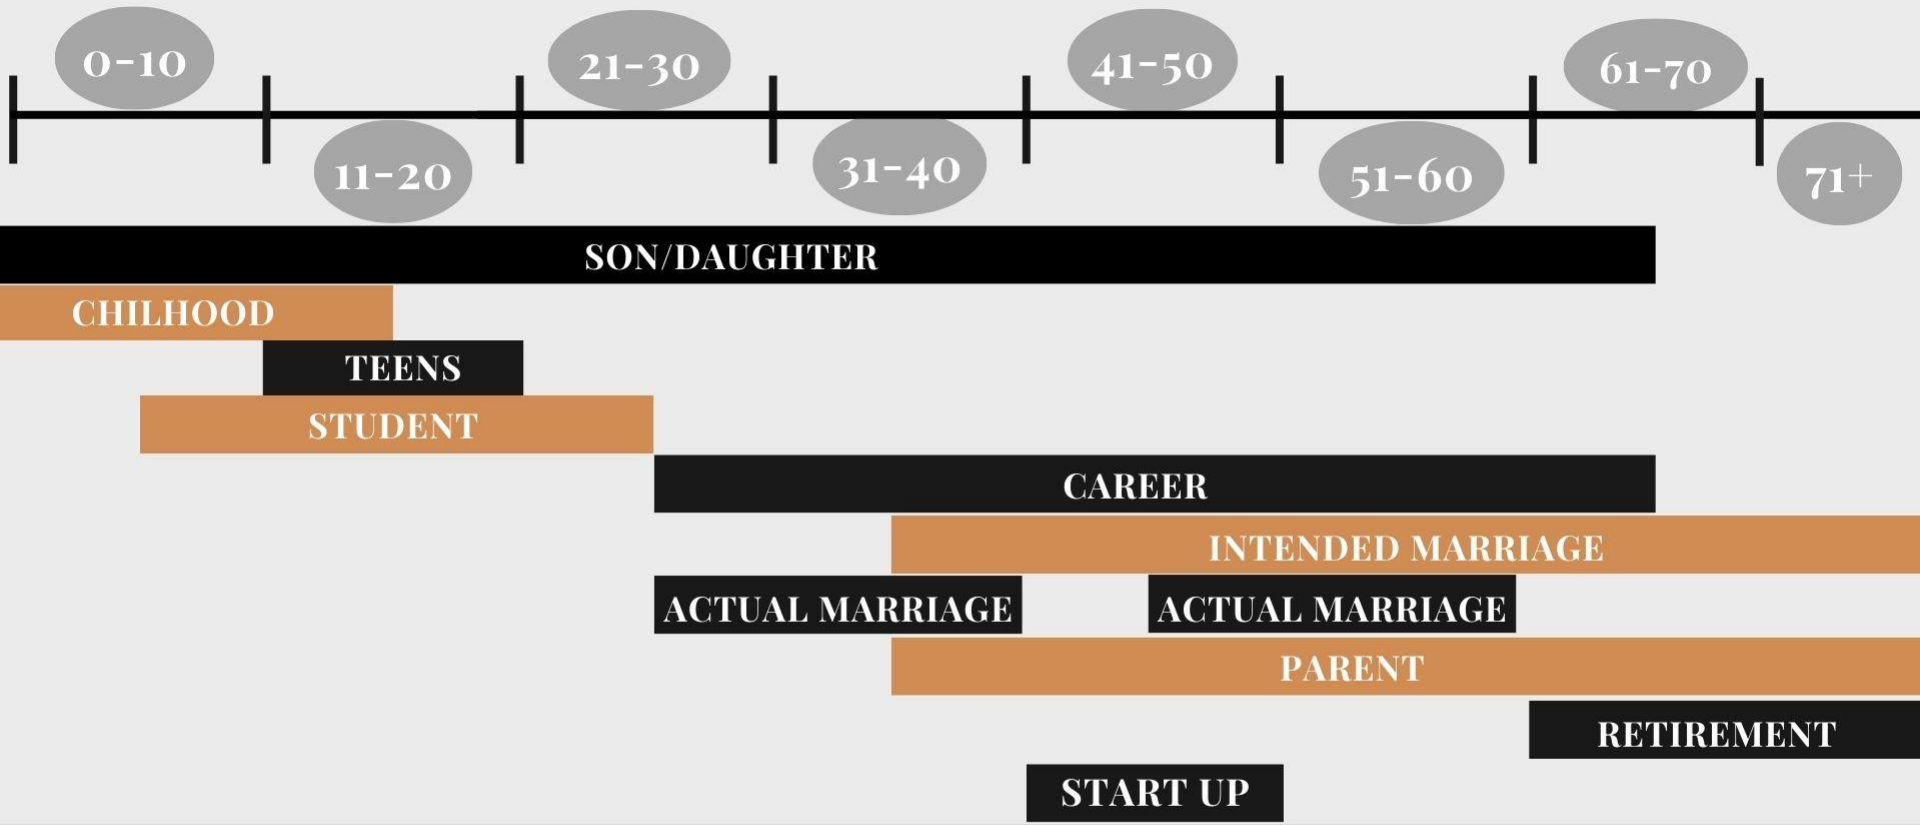 0-10
21-30
41-50
61-70
11-20
31-40
51-60
71+
SON/DAUGHTER
CHILHOOD
TEENS
STUDENT
CAREER
INTENDED MARRIAGE
ACTUAL MARRIAGE
ACTUAL MARRIAGE
PARENT
RETIREMENT
START UP